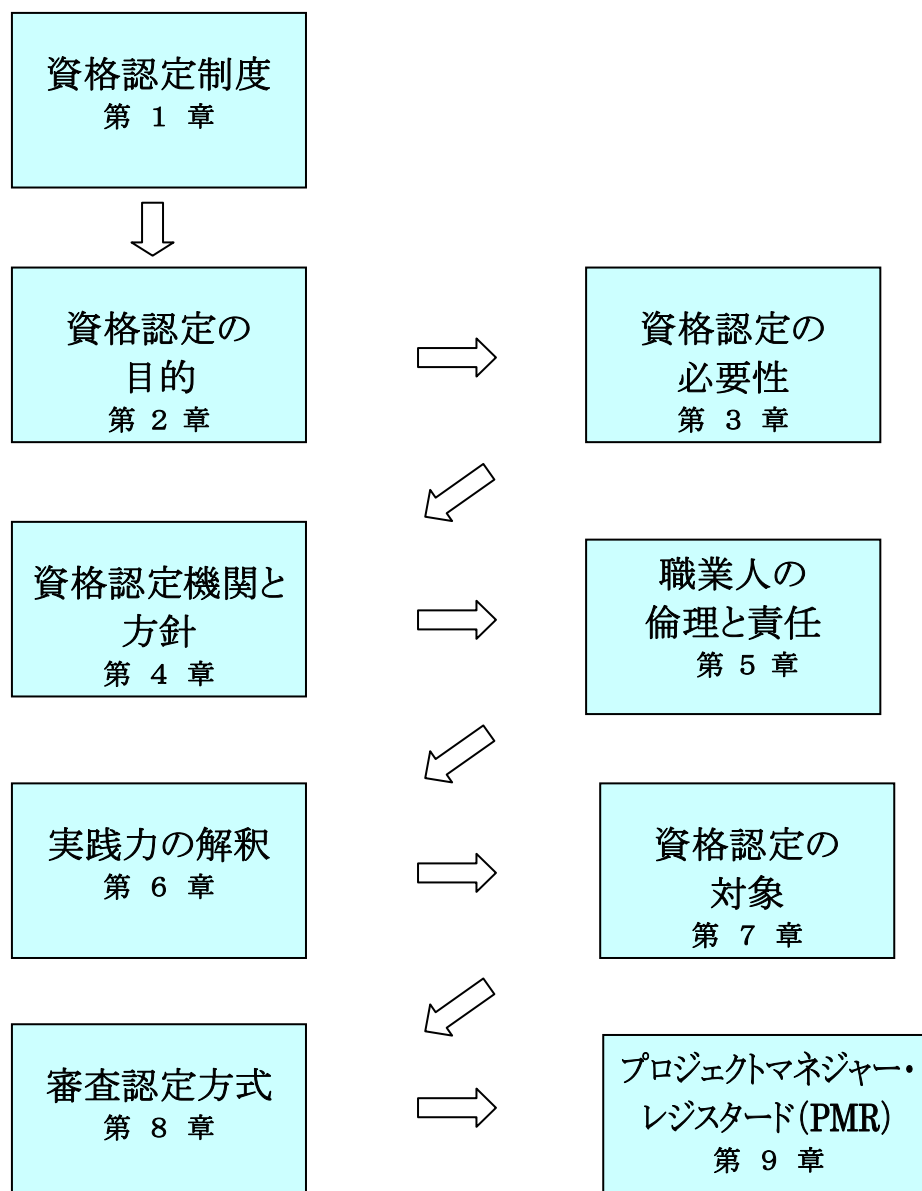 資格認定制度
第 1 章
資格認定の
目的
第 2 章
資格認定の
必要性
第 3 章
資格認定機関と
方針
第 4 章
職業人の
倫理と責任
第 5 章
実践力の解釈
第 6 章
資格認定の
対象
第 7 章
審査認定方式
第 8 章
プロジェクトマネジャー・
レジスタード(PMR)
第 9 章